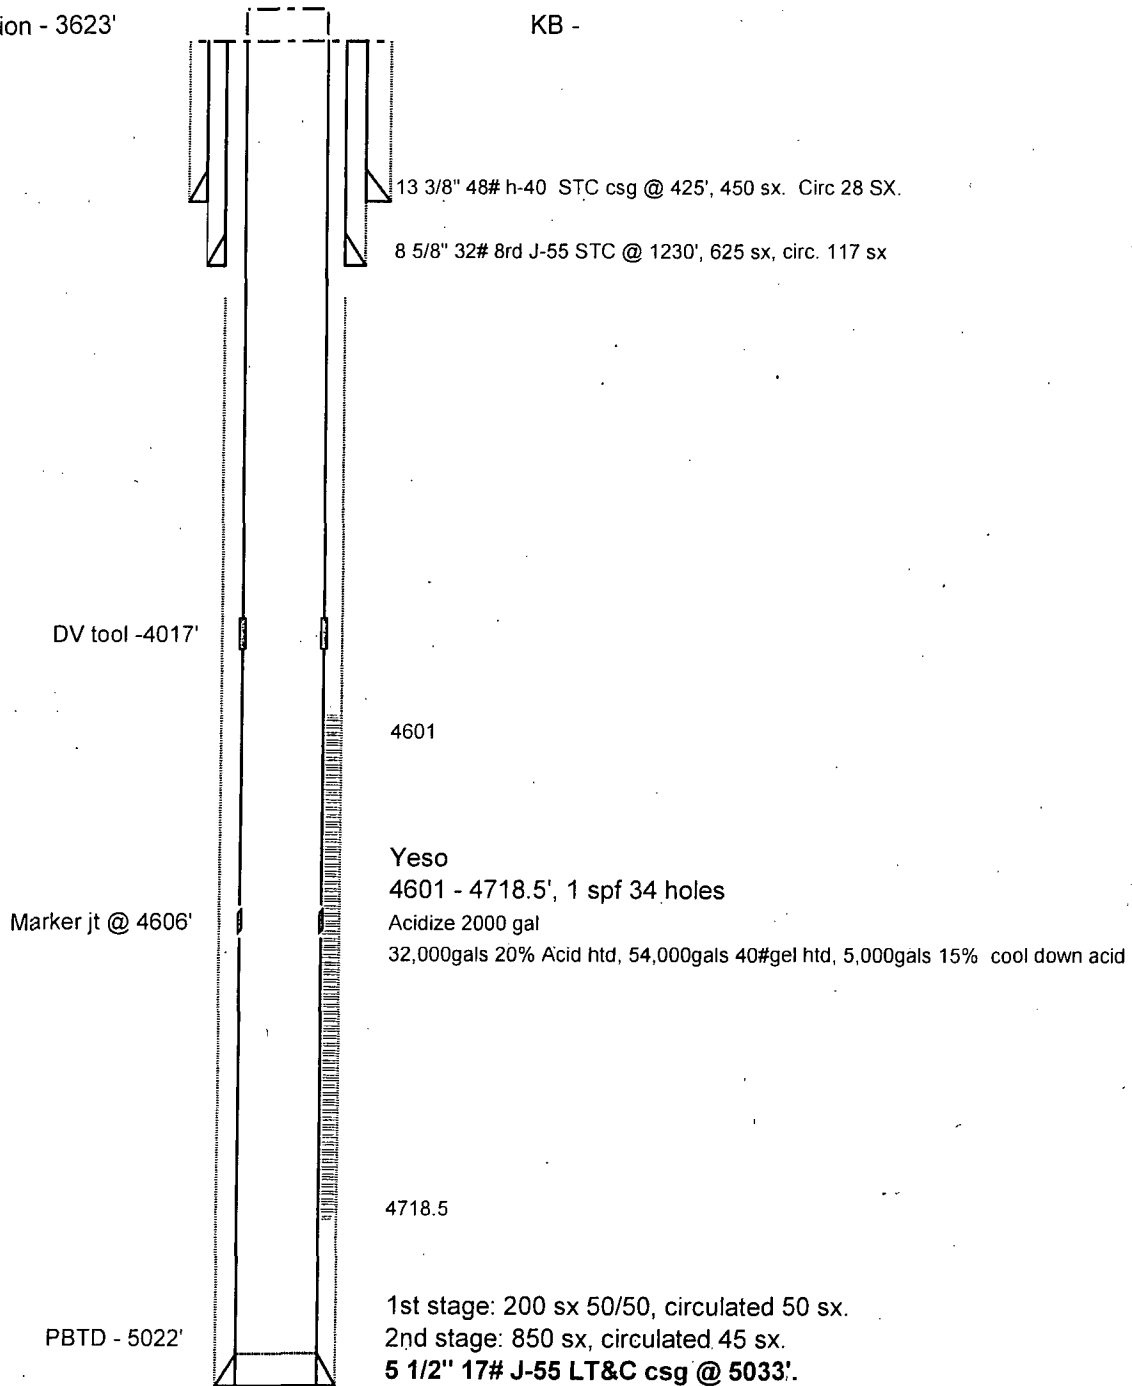 ion - 3623'
KB -
13 3/8" 48# h-40 STC csg @ 425', 450 sx. Circ 28 SX.
8 5/8" 32# 8rd J-55 STC @ 1230', 625 sx, circ. 117 sx
DV tool -4017'
4601
Yeso
4601 - 4718.5', 1 spf 34 holes
Marker jt @ 4606'
Acidize 2000 gal
32,000gals 20% Acid htd, 54,000gals 40#gel htd, 5,000gals 15% cool down acid
4718.5
1st stage: 200 sx 50/50, circulated 50 sx.
PBTD - 5022'
2nd stage: 850 sx, circulated 45 sx.
5 1/2" 17# J-55 LT&C csg @ 5033'.